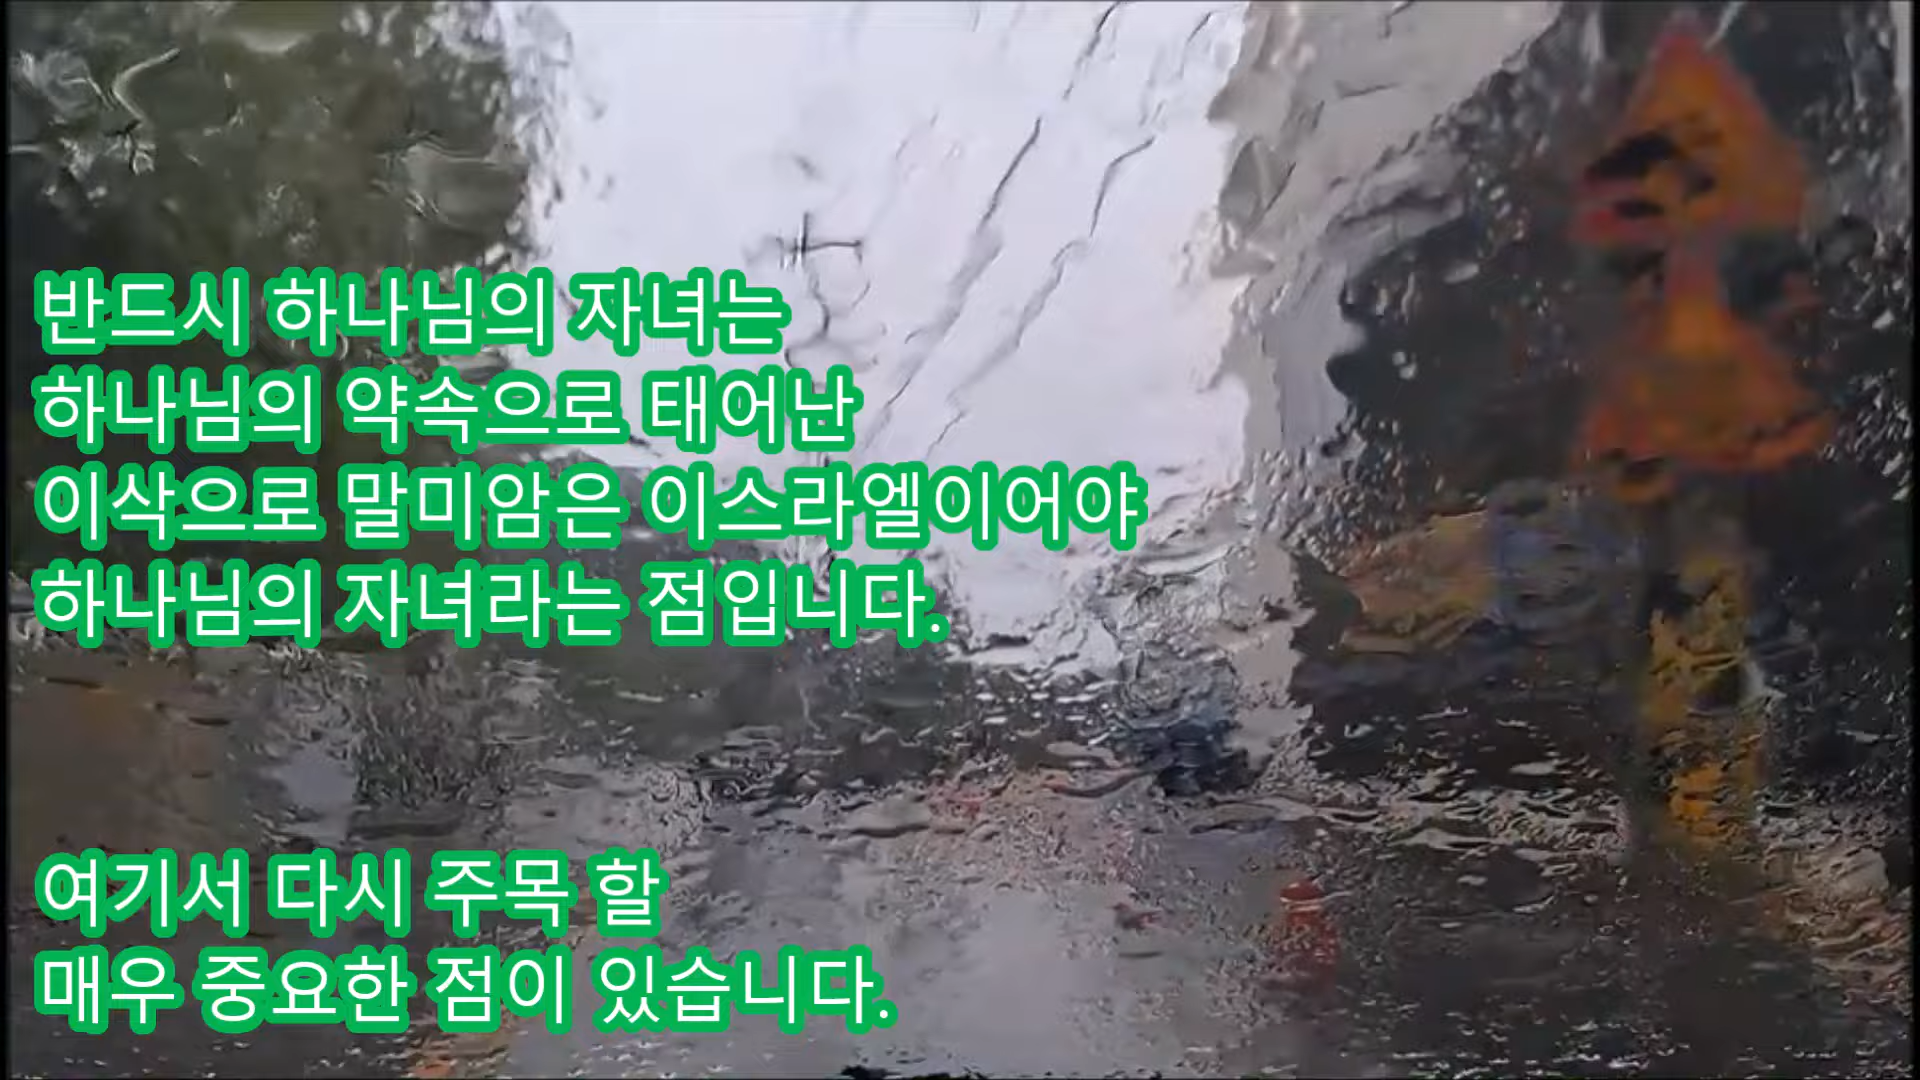 반드시 하나님의 자녀는
하나님의 약속으로 태어난
이삭으로 말미암은 이스라엘이어야
하나님의 자녀라는 점입니다.
여기서 다시 주목 할
매우 중요한 점이 있습니다.